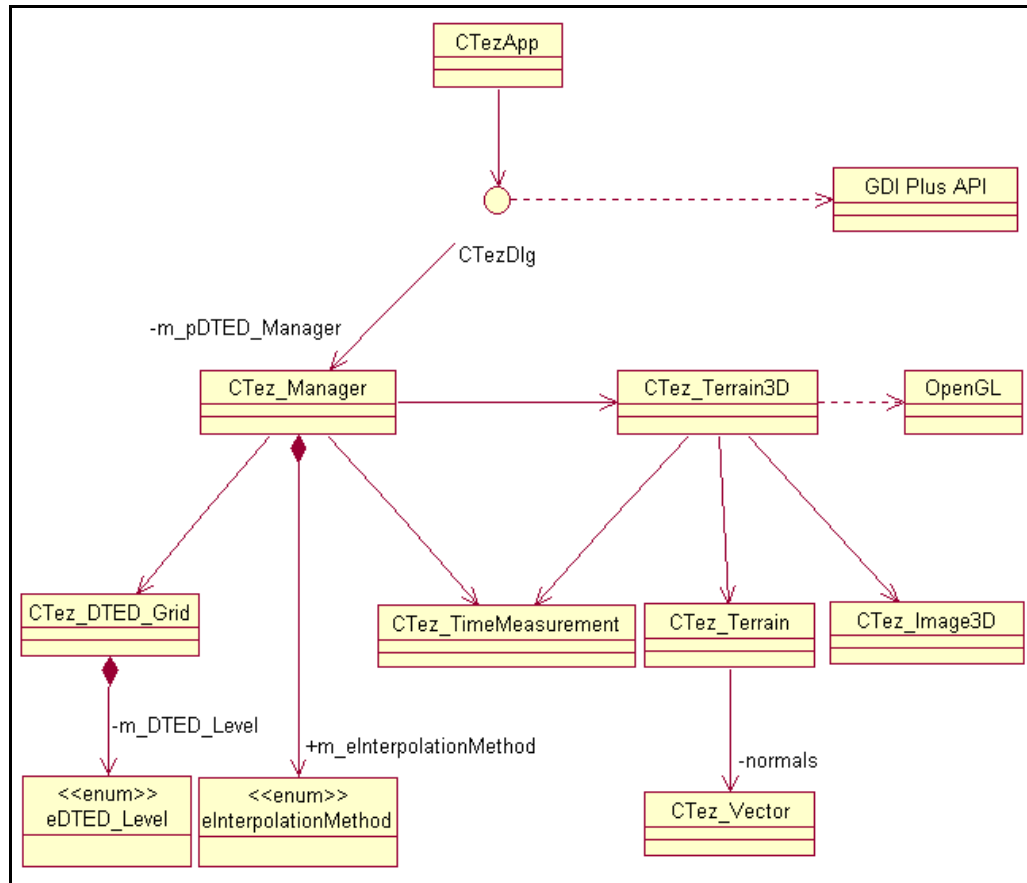 CTezApp
GDI Plus API
CTezDlg
-m_pDTED_Manager
CTez_Manager
CTez_Terrain3D
OpenGL
CTez_DTED_Grid
CTez_TimeMeasurement
CTez_Terrain
CTez_Image3D
-m_DTED_Level
+m_eInterpolationMethod
-normals
<<enum>>
eDTED_Level
<<enum>>
eInterpolationMethod
CTez_Vector